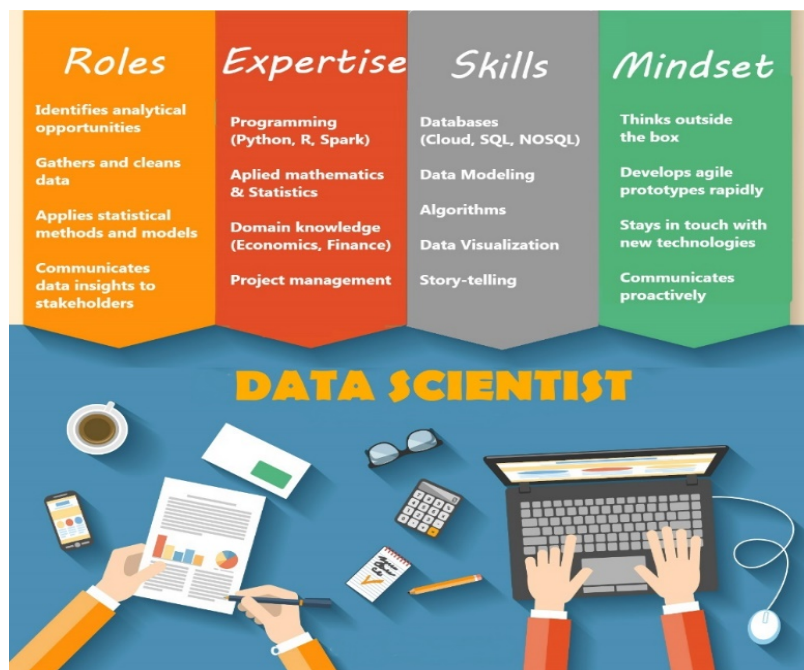 Roles
Identifies analytical
opportunities
Gathers and cleans
data
Applies statistical
methods and models
Communicates
data insights to
stakeholders
Expertise
Programming
(Python, R, Spark)
Aplied mathematics
& Statistics
Domain knowledge
(Economics, Finance)
Project management
Skills
Databases
(Cloud, SQL, NOSQL)
Data Modeling
Algorithms
Data Visualization
Story-telling
Mindset
Thinks outside
the box
Develops agile
prototypes rapidly
Stays in touch with
new technologies
Communicates
proactively
DATA SCIENTIST